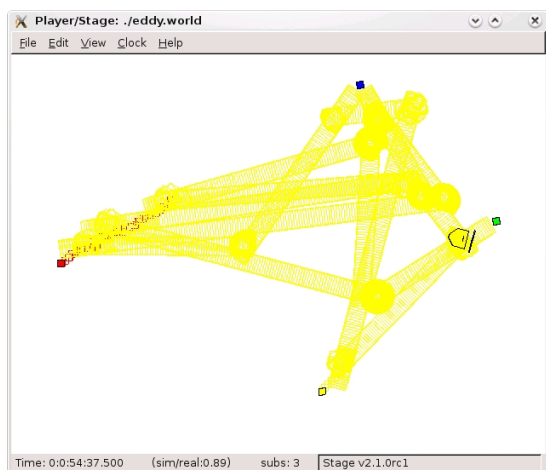 Player/Stage: ./eddy.world
File Edit View Clock Help
Time: 0:0:54:37.500 (sim/real:0.89) subs: 3 Stage v2.1.0rc1